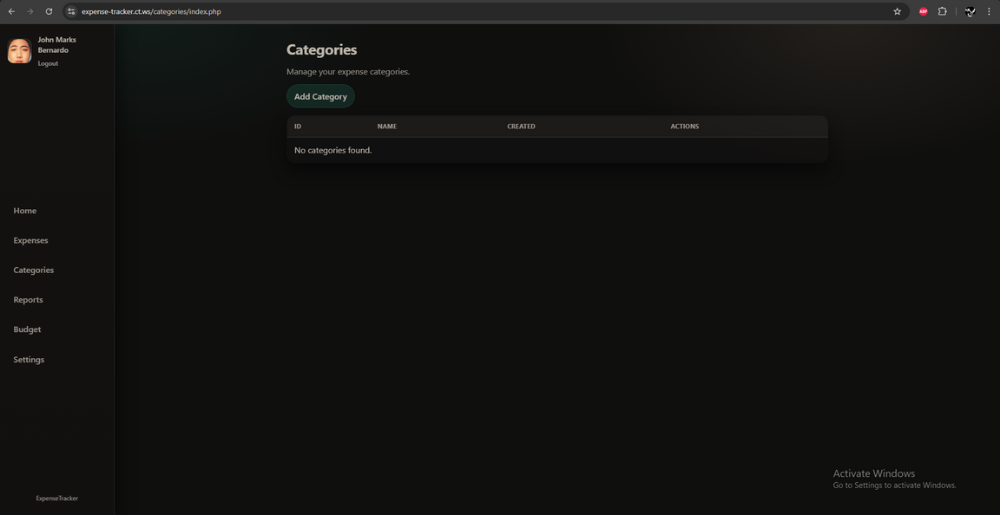 expense-tracker.ct.ws/categories/index.php
ABP
John Marks
Bernardo
Logout
Home
Expenses
Categories
Reports
Budget
Settings
ExpenseTracker
Categories
Manage your expense categories.
Add Category
ID NAME CREATED ACTIONS
No categories found.
Activate Windows
Go to Settings to activate Windows.